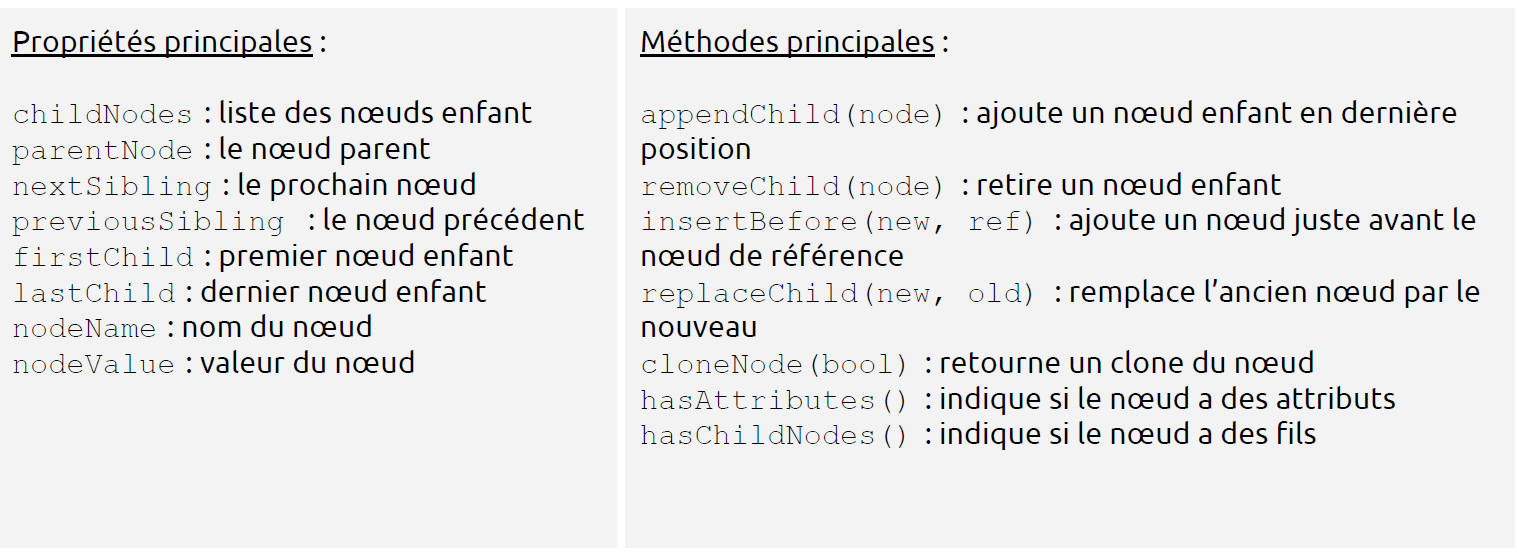 Propriétés principales :
childNodes : liste des nœuds enfant
parentNode : le nœud parent
nextSibling : le prochain nœud
previousSibling : le nœud précédent
firstChild : premier nœud enfant
lastChild : dernier nœud enfant
nodeName : nom du nœud
nodeValue : valeur du nœud
Méthodes principales :
appendChild(node) : ajoute un nœud enfant en dernière
position
removeChild(node) : retire un nœud enfant
insertBefore(new, ref) : ajoute un nœud juste avant le
nœud de référence
replaceChild(new, old) : remplace l’ancien nœud par le
nouveau
cloneNode(bool) : retourne un clone du nœud
hasAttributes() : indique si le nœud a des attributs
hasChildNodes() : indique si le nœud a des fils